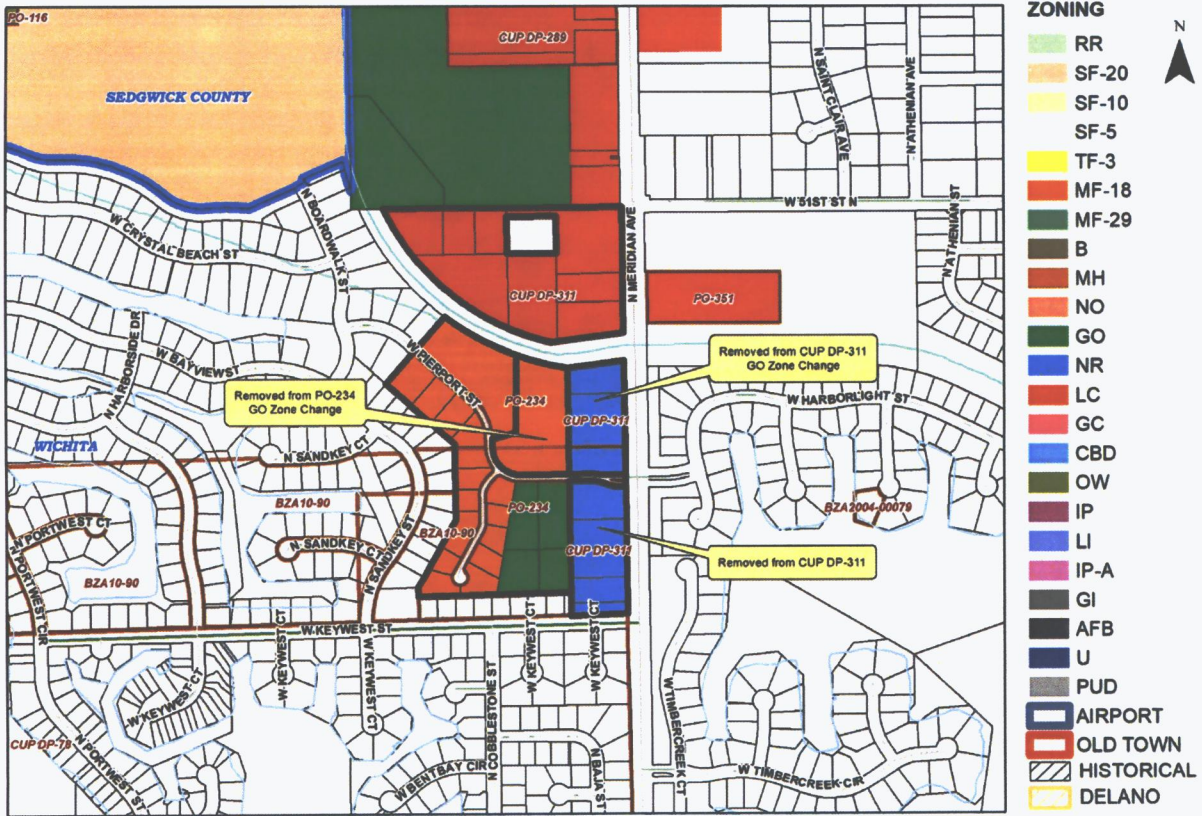 PO-116
SEDGWICK COUNTY
CUP DP-289
N SAINT CLAIR AVE
N ATHENIAN AVE
W 51ST ST N
N ATHENIAN ST
N BOARDWALK ST
W CRYSTAL BEACH ST
N MERIDIAN AVE
CUP DP-311
PO-351
N HARBORSIDE DR
W BAYVIEW ST
W PIERPORT ST
Removed from CUP DP-311
GO Zone Change
Removed from PO-234
GO Zone Change
PO-234
CUP DP-311
W HARBORLIGHT ST
WICHITA
N SANDKEY CT
BZA10-90
PO-234
BZA2004-00079
N PORTWEST CT
N SANDKEY CT
N SANDKEY ST
BZA10-90
CUP DP-311
Removed from CUP DP-311
BZA10-90
N PORTWEST CIR
W KEYWEST ST
W KEYWEST CT
W KEYWEST CT
W KEYWEST CT
W KEYWEST CT
W KEYWEST CT
N COBBLESTONE ST
W TIMBERCREEK CT
CUP DP-78
N PORTWEST ST
W BENTBAY CIR
N BAJA ST
W TIMBERCREEK CIR
ZONING
N
RR
SF-20
SF-10
SF-5
TF-3
MF-18
MF-29
B
MH
NO
GO
NR
LC
GC
CBD
OW
IP
LI
IP-A
GI
AFB
U
PUD
AIRPORT
OLD TOWN
HISTORICAL
DELANO